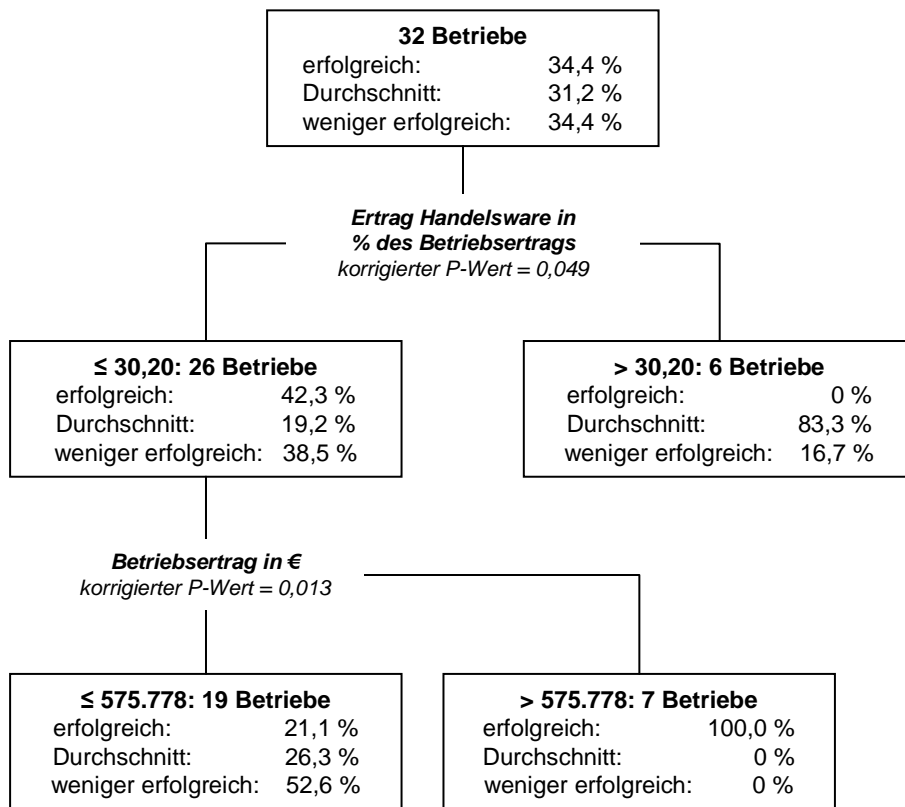 32 Betriebe
erfolgreich: 34,4 %
Durchschnitt: 31,2 %
weniger erfolgreich: 34,4 %
Ertrag Handelsware in
% des Betriebsertrags
korrigierter P-Wert = 0,049
≤ 30,20: 26 Betriebe
erfolgreich: 42,3 %
Durchschnitt: 19,2 %
weniger erfolgreich: 38,5 %
> 30,20: 6 Betriebe
erfolgreich: 0 %
Durchschnitt: 83,3 %
weniger erfolgreich: 16,7 %
Betriebsertrag in €
korrigierter P-Wert = 0,013
≤ 575.778: 19 Betriebe
erfolgreich: 21,1 %
Durchschnitt: 26,3 %
weniger erfolgreich: 52,6 %
> 575.778: 7 Betriebe
erfolgreich: 100,0 %
Durchschnitt: 0 %
weniger erfolgreich: 0 %